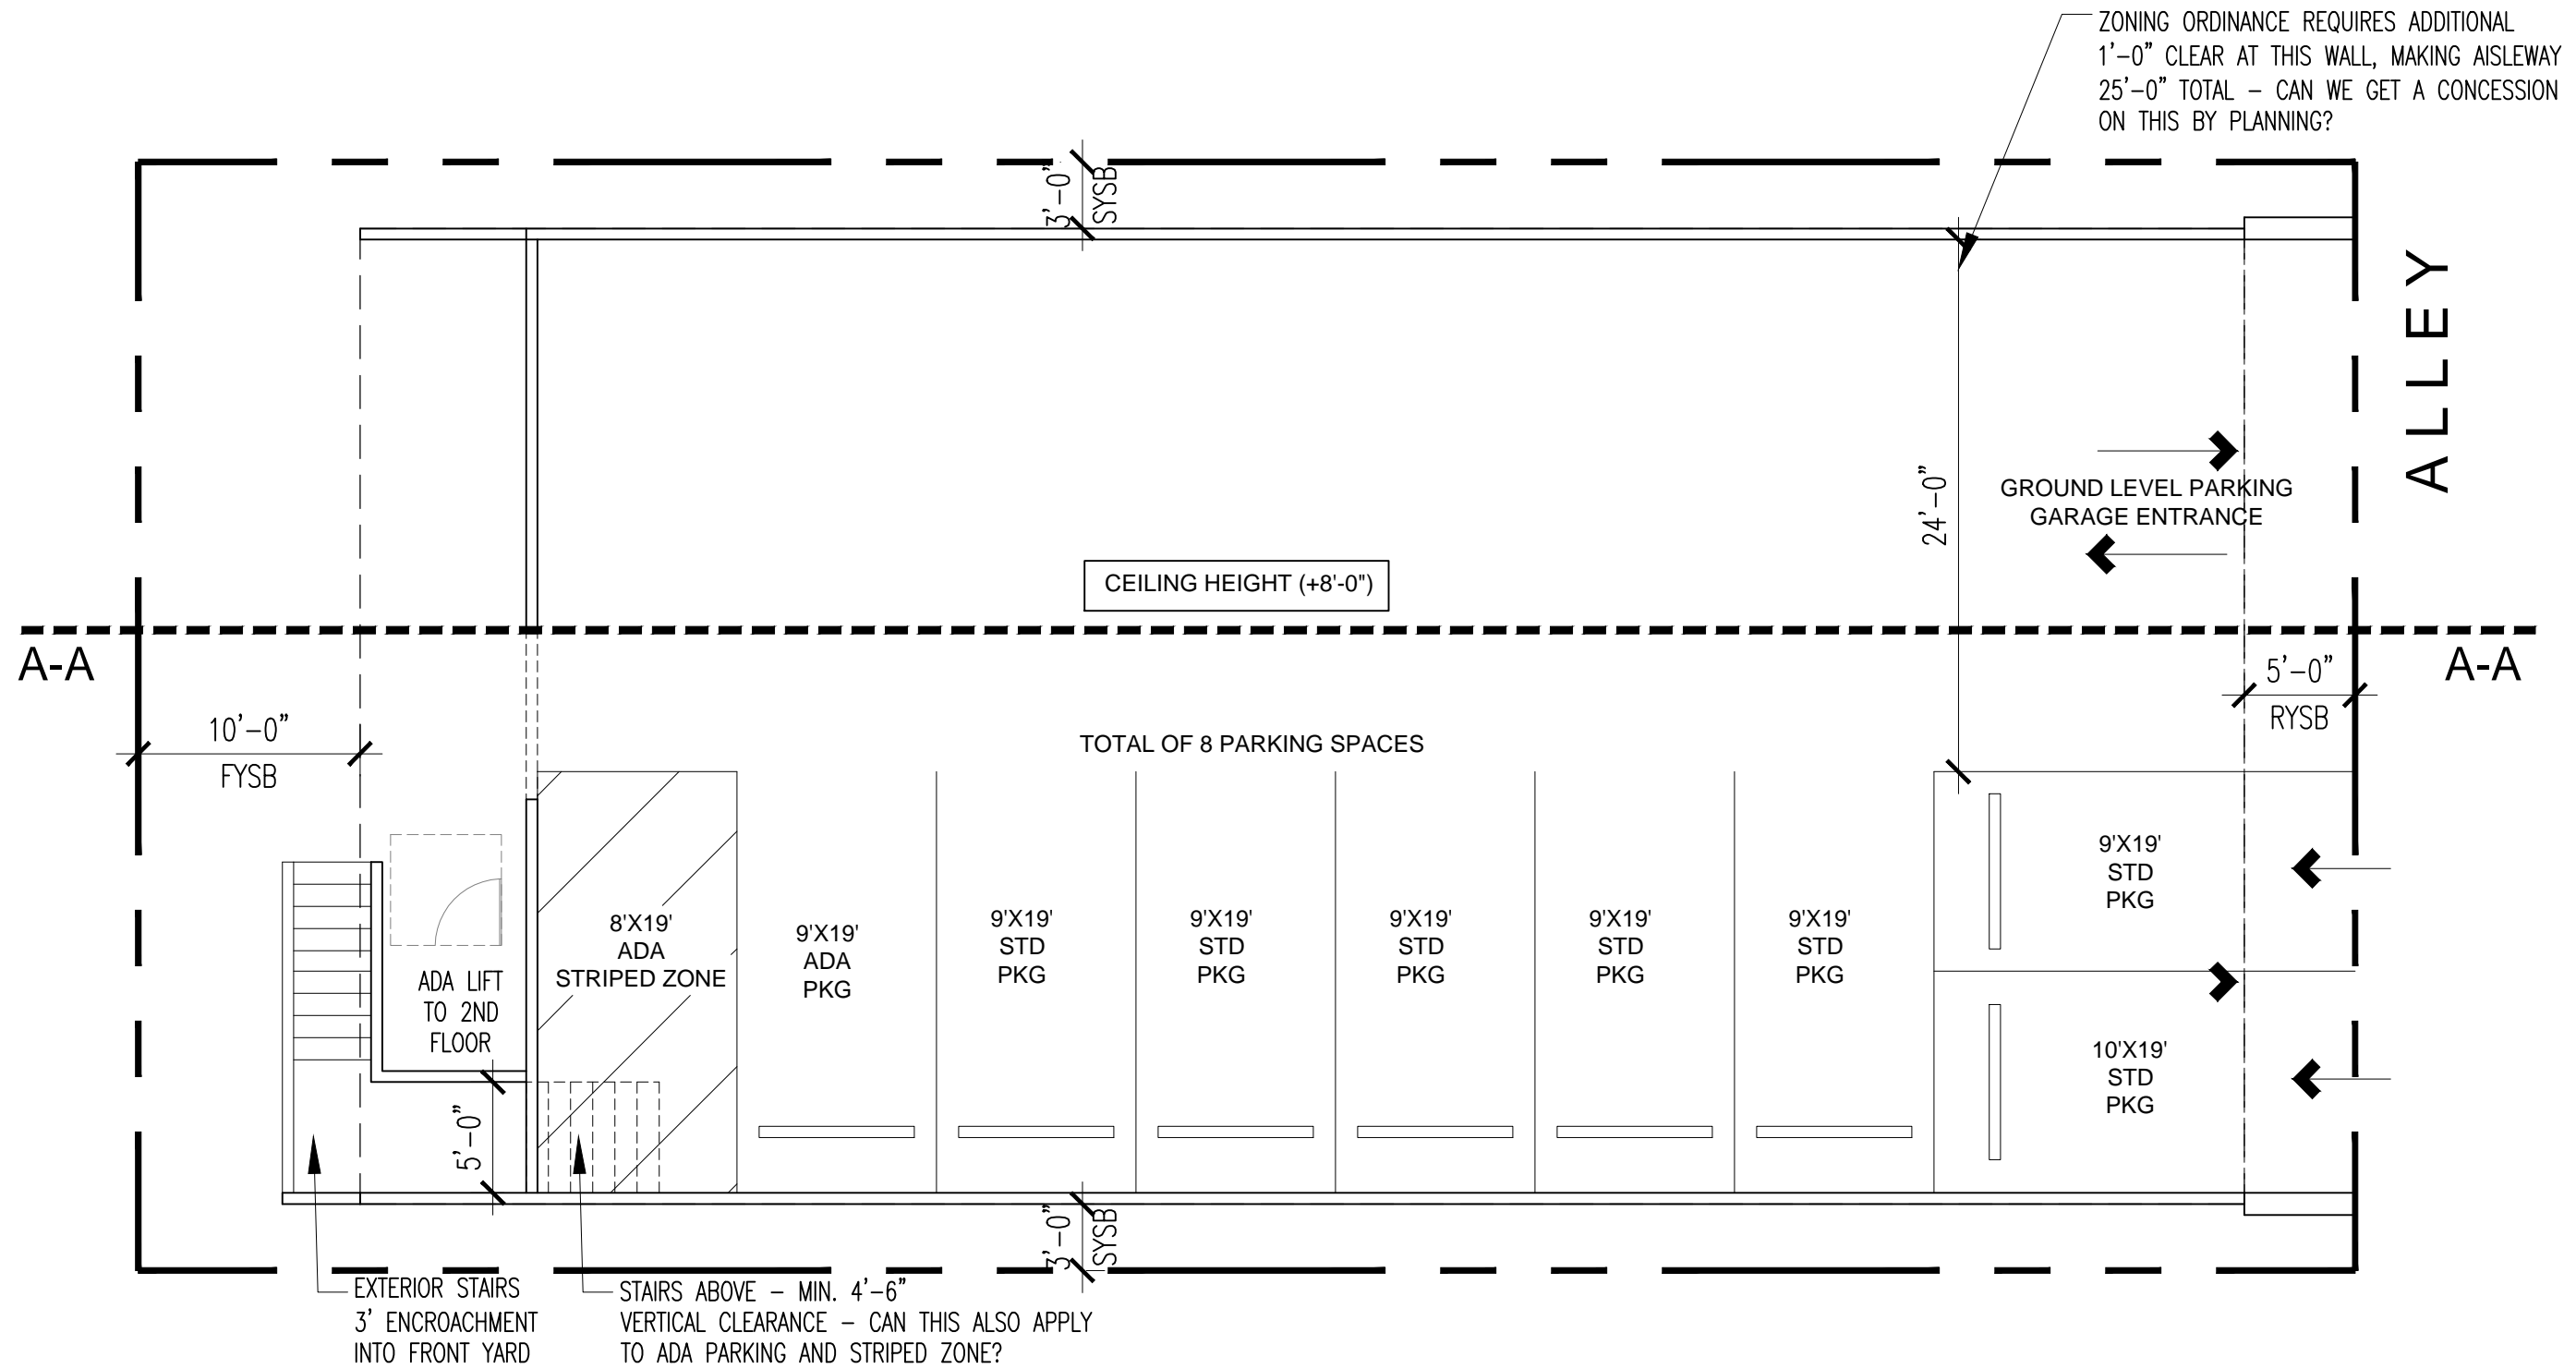 ZONING ORDINANCE REQUIRES ADDITIONAL
1'-0" CLEAR AT THIS WALL, MAKING AISLEWAY
25'-0" TOTAL – CAN WE GET A CONCESSION
ON THIS BY PLANNING?
3'-0"
SYSB
ALLEY
24'-0"
GROUND LEVEL PARKING
GARAGE ENTRANCE
CEILING HEIGHT (+8'-0")
A-A
A-A
10'-0"
FYSB
5'-0"
RYSB
TOTAL OF 8 PARKING SPACES
ADA LIFT
TO 2ND
FLOOR
8'X19'
ADA
STRIPED ZONE
9'X19'
ADA
PKG
9'X19'
STD
PKG
9'X19'
STD
PKG
9'X19'
STD
PKG
9'X19'
STD
PKG
9'X19'
STD
PKG
9'X19'
STD
PKG
10'X19'
STD
PKG
5'-0"
3'-0"
SYSB
EXTERIOR STAIRS
3' ENCROACHMENT
INTO FRONT YARD
STAIRS ABOVE – MIN. 4'-6"
VERTICAL CLEARANCE – CAN THIS ALSO APPLY
TO ADA PARKING AND STRIPED ZONE?